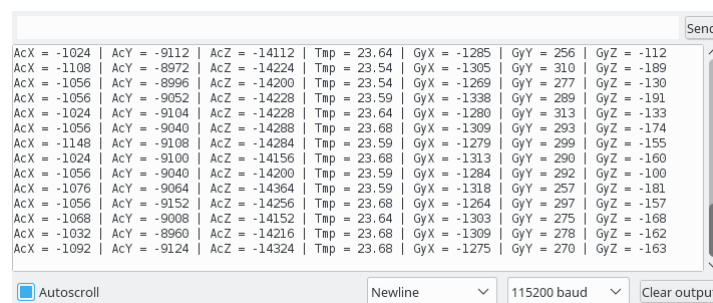 Send
AcX = -1024 | AcY = -9112 | AcZ = -14112 | Tmp = 23.64 | GyX = -1285 | GyY = 256 | GyZ = -112
AcX = -1108 | AcY = -8972 | AcZ = -14224 | Tmp = 23.54 | GyX = -1305 | GyY = 310 | GyZ = -189
AcX = -1056 | AcY = -8996 | AcZ = -14200 | Tmp = 23.54 | GyX = -1269 | GyY = 277 | GyZ = -130
AcX = -1056 | AcY = -9052 | AcZ = -14228 | Tmp = 23.59 | GyX = -1338 | GyY = 289 | GyZ = -191
AcX = -1024 | AcY = -9104 | AcZ = -14228 | Tmp = 23.64 | GyX = -1280 | GyY = 313 | GyZ = -133
AcX = -1056 | AcY = -9040 | AcZ = -14288 | Tmp = 23.68 | GyX = -1309 | GyY = 293 | GyZ = -174
AcX = -1148 | AcY = -9108 | AcZ = -14284 | Tmp = 23.59 | GyX = -1279 | GyY = 299 | GyZ = -155
AcX = -1024 | AcY = -9100 | AcZ = -14156 | Tmp = 23.68 | GyX = -1313 | GyY = 290 | GyZ = -160
AcX = -1056 | AcY = -9040 | AcZ = -14200 | Tmp = 23.59 | GyX = -1284 | GyY = 292 | GyZ = -100
AcX = -1076 | AcY = -9064 | AcZ = -14364 | Tmp = 23.59 | GyX = -1318 | GyY = 257 | GyZ = -181
AcX = -1056 | AcY = -9152 | AcZ = -14256 | Tmp = 23.68 | GyX = -1264 | GyY = 297 | GyZ = -157
AcX = -1068 | AcY = -9008 | AcZ = -14152 | Tmp = 23.64 | GyX = -1303 | GyY = 275 | GyZ = -168
AcX = -1032 | AcY = -8960 | AcZ = -14216 | Tmp = 23.68 | GyX = -1309 | GyY = 278 | GyZ = -162
AcX = -1092 | AcY = -9124 | AcZ = -14324 | Tmp = 23.68 | GyX = -1275 | GyY = 270 | GyZ = -163
Autoscroll Newline 115200 baud Clear outpu